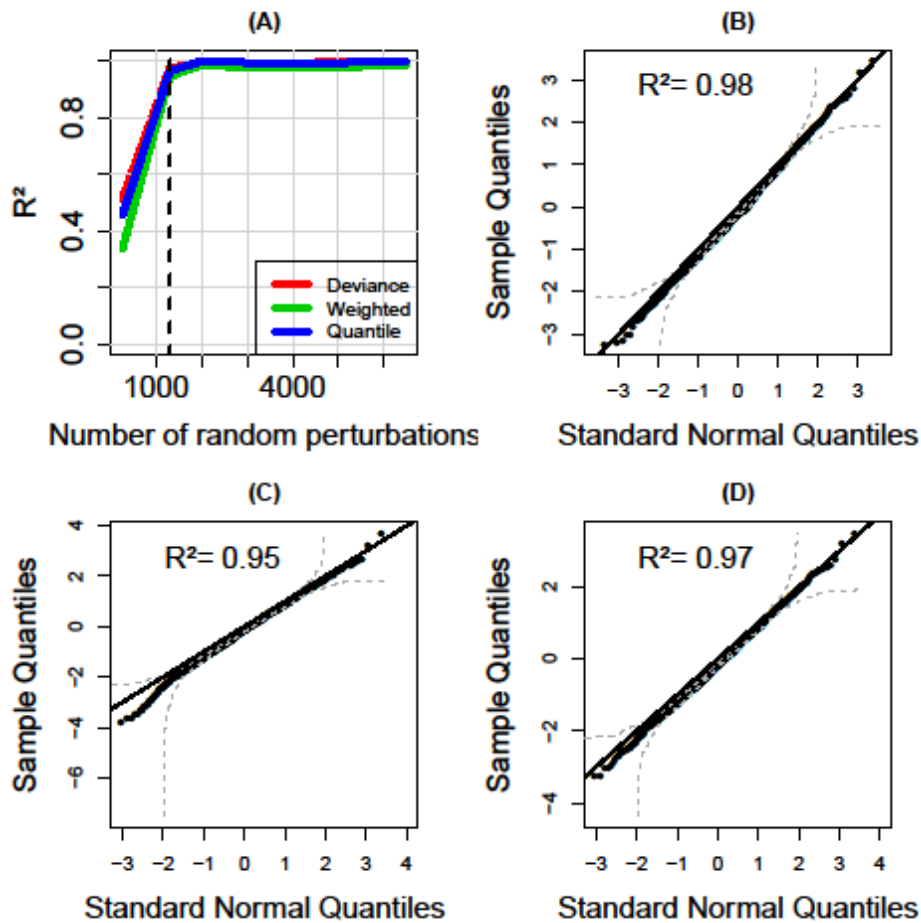 (A)
R²
0.8
0.4
0.0
Deviance
Weighted
Quantile
1000 4000
Number of random perturbations
(B)
R²= 0.98
Sample Quantiles
3
2
1
0
−1
−2
−3
−3 −2 −1 0 1 2 3
Standard Normal Quantiles
(C)
R²= 0.95
Sample Quantiles
4
2
0
−2
−4
−6
−3 −2 −1 0 1 2 3 4
Standard Normal Quantiles
(D)
R²= 0.97
Sample Quantiles
2
0
−2
−4
−3 −2 −1 0 1 2 3 4
Standard Normal Quantiles